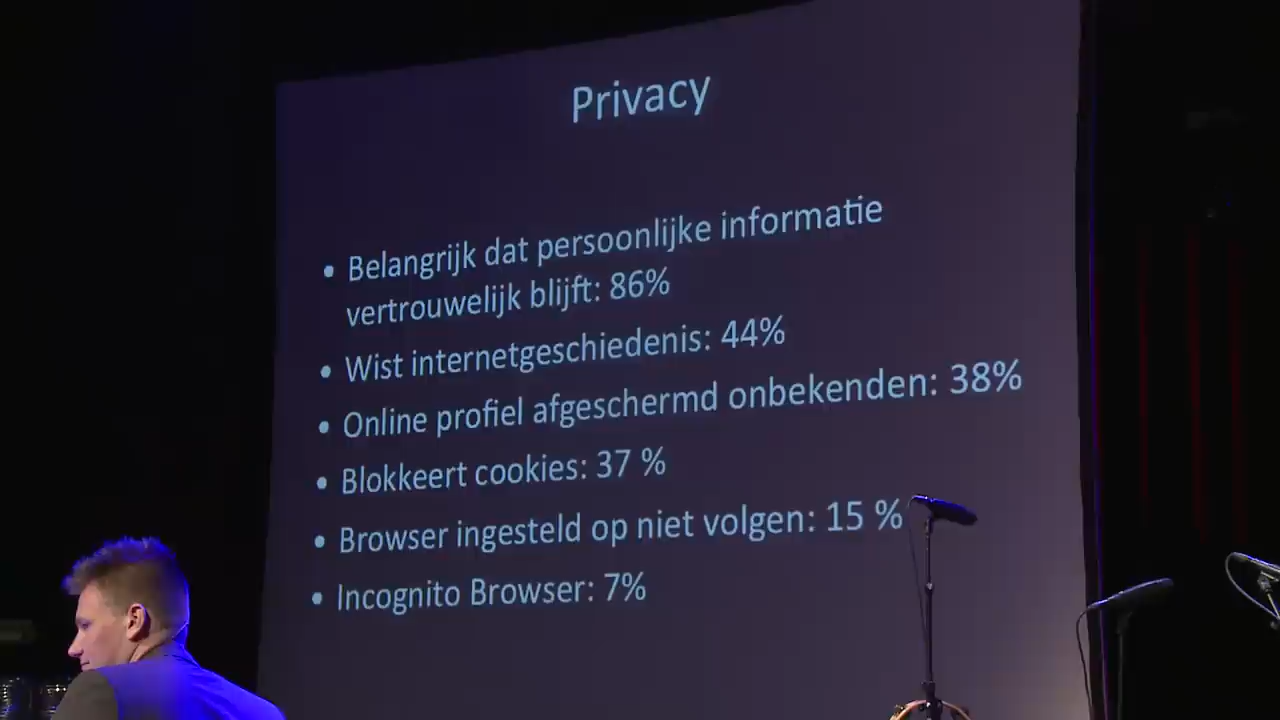 Privacy
• Belangrijk dat persoonlijke informatie
vertrouwelijk blijft: 86%
• Wist internetgeschiedenis: 44%
• Online profiel afgeschermd onbekenden: 38%
• Blokkeert cookies: 37 %
• Browser ingesteld op niet volgen: 15 %
• Incognito Browser: 7%